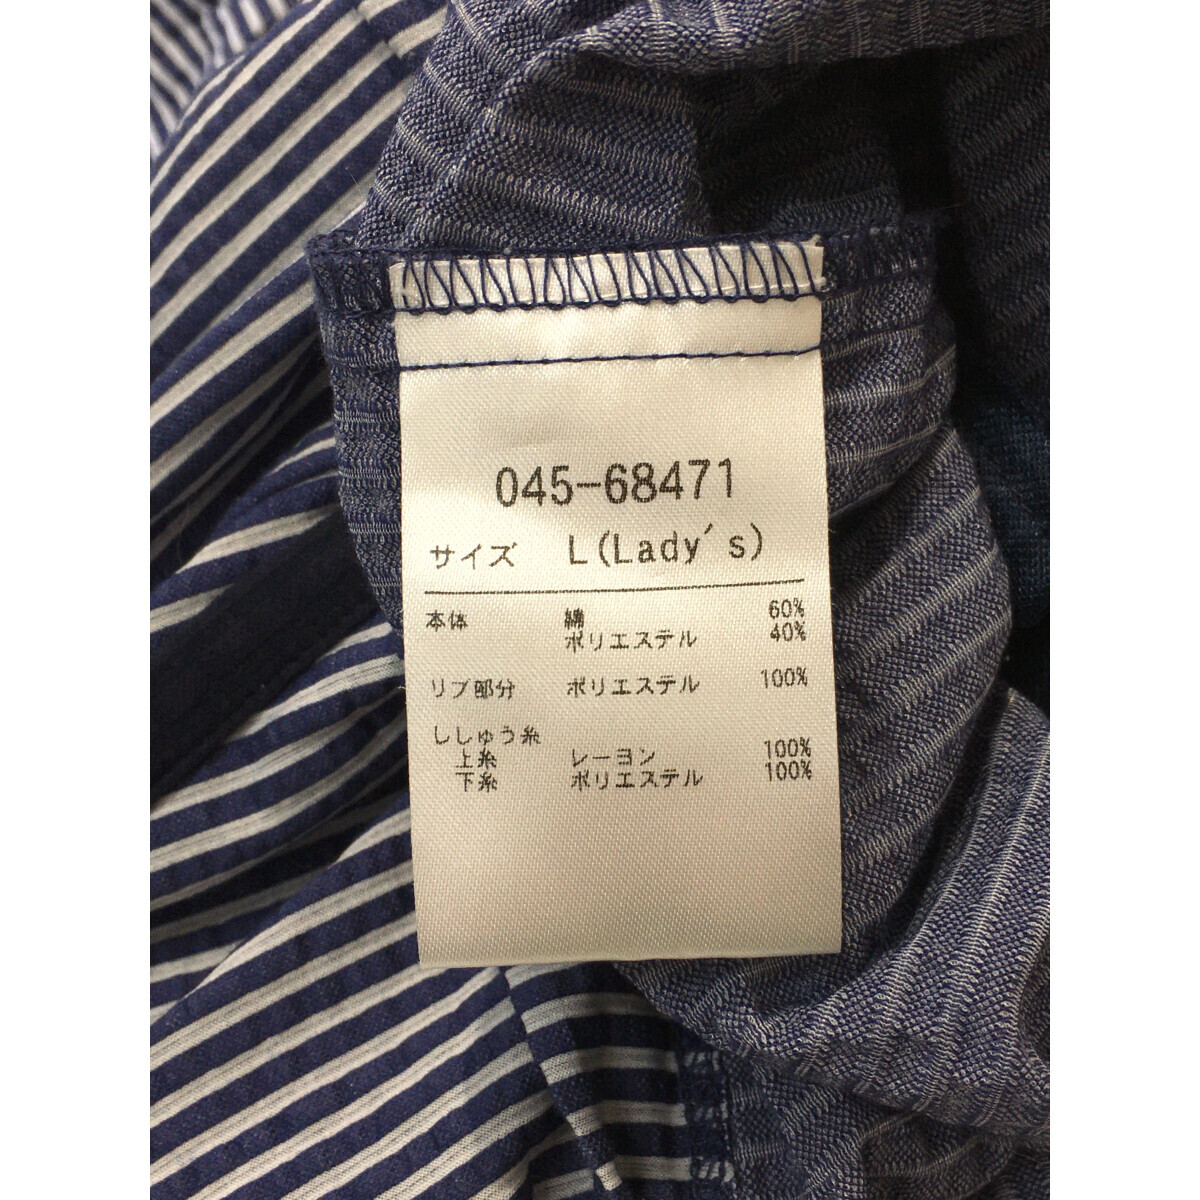 045-68471
サイズ L(Lady's)
本体 綿 60%
ポリエステル 40%
リブ部分 ポリエステル 100%
ししゅう糸
上糸 レーヨン 100%
下糸 ポリエステル 100%